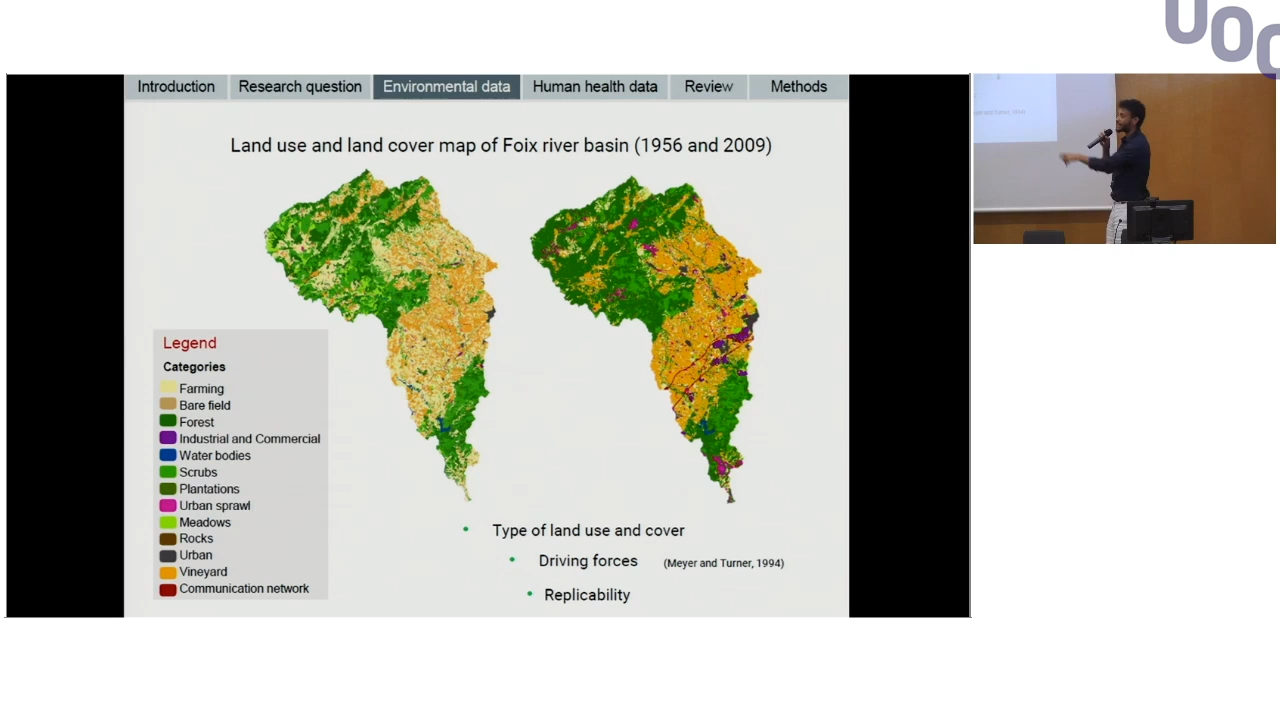 UOC
Introduction
Research question
Environmental data
Human health data
Review
Methods
Land use and land cover map of Foix river basin (1956 and 2009)
Legend
Categories
Farming
Bare field
Forest
Industrial and Commercial
Water bodies
Scrubs
Plantations
Urban sprawl
Meadows
Rocks
Urban
Vineyard
Communication network
• Type of land use and cover
• Driving forces (Meyer and Turner, 1994)
• Replicability